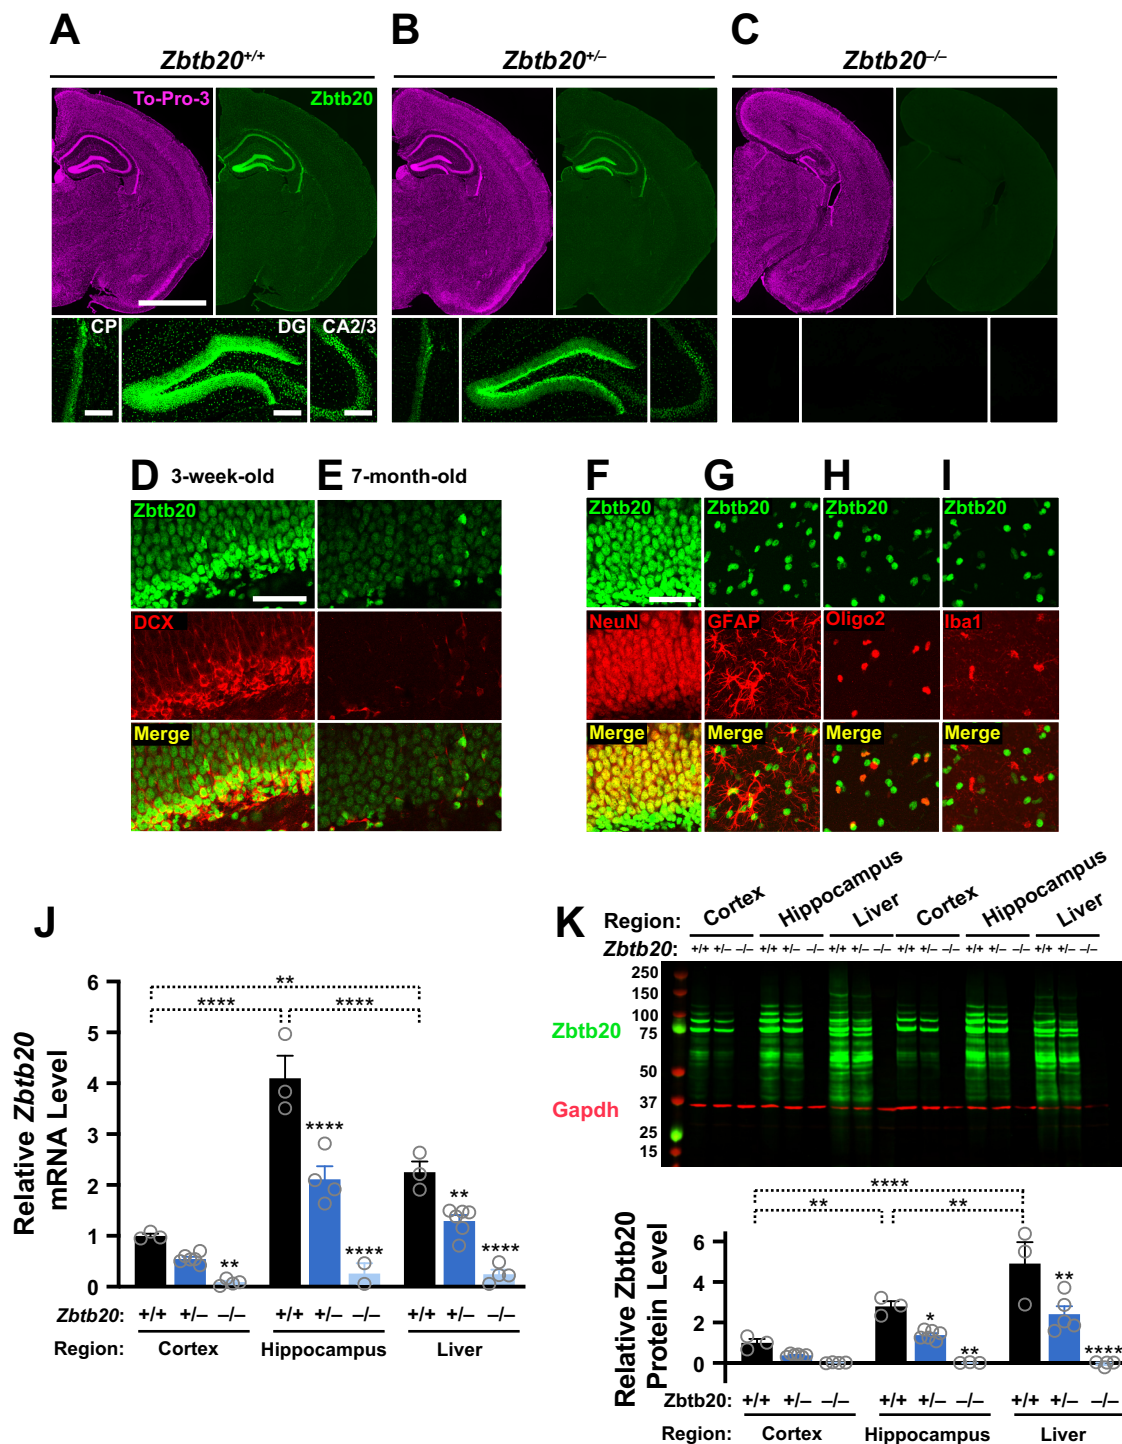 A B C
Zbtb20+/+ Zbtb20+/– Zbtb20–/–
To-Pro-3 Zbtb20
CP DG CA2/3
D 3-week-old E 7-month-old F G H I
Zbtb20 Zbtb20 Zbtb20 Zbtb20 Zbtb20
DCX NeuN GFAP Oligo2 Iba1
Merge Merge Merge Merge Merge
J
Relative Zbtb20
mRNA Level
6
5
4
3
2
1
0
**
**** ****
****
**
** **** ****
Zbtb20: +/+ +/– –/– +/+ +/– –/– +/+ +/– –/–
Region: Cortex Hippocampus Liver
K
Region: Cortex Hippocampus Liver Cortex Hippocampus Liver
Zbtb20: +/+ +/– –/– +/+ +/– –/– +/+ +/– –/– +/+ +/– –/– +/+ +/– –/– +/+ +/– –/–
250
150
100
Zbtb20 75
50
Gapdh 37
25
15
Relative Zbtb20
Protein Level
6
4
2
0
****
** **
**
*
** ****
Zbtb20: +/+ +/– –/– +/+ +/– –/– +/+ +/– –/–
Region: Cortex Hippocampus Liver